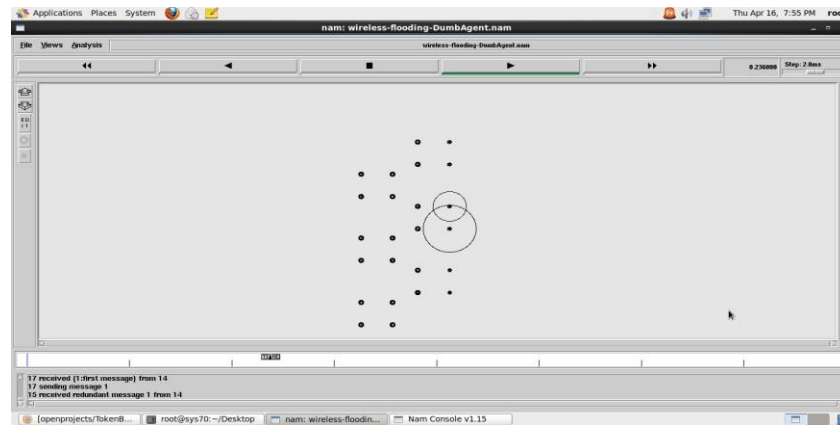 Applications Places System Thu Apr 16, 7:55 PM roo
nam: wireless-flooding-DumbAgent.nam
File Views Analysis wireless-flooding-DumbAgent.nam
0.236000 Step: 2.0ms
17 received {1:first message} from 14
17 sending message 1
15 received redundant message 1 from 14
[openprojects/TokenB... root@sys70:~/Desktop nam: wireless-floodin... Nam Console v1.15